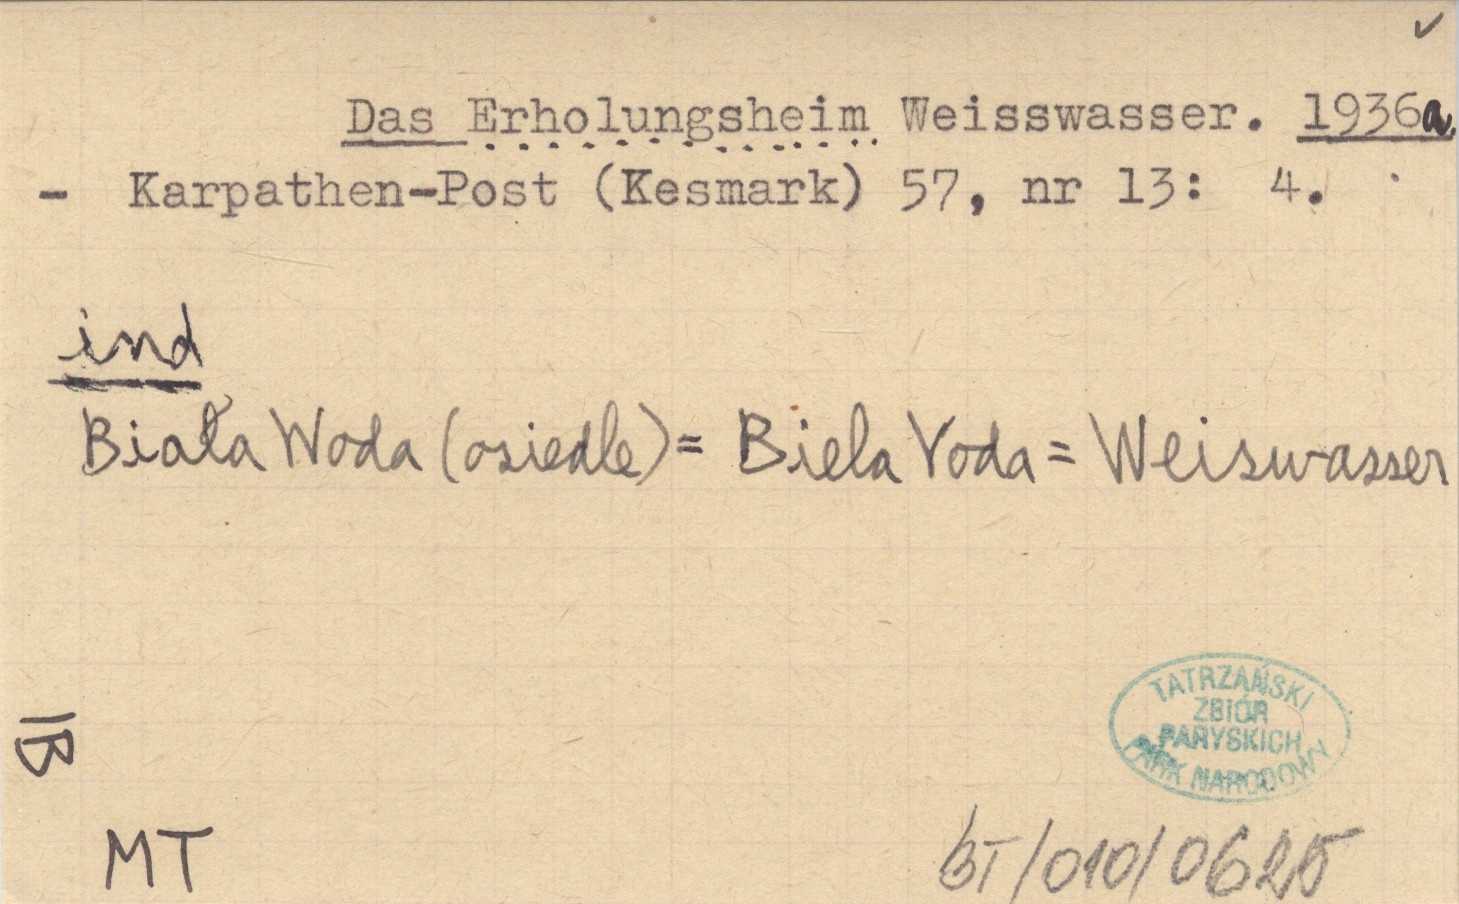 ✓
Das Erholungsheim Weisswasser. 1936a.
- Karpathen-Post (Kesmark) 57, nr 13: 4.
ind
Biała Woda (osiedle) = Biela Voda = Weiswasser
TATRZAŃSKI
ZBIÓR
PARYSKICH
PARK NARODOWY
IB
MT
BT/010/0625